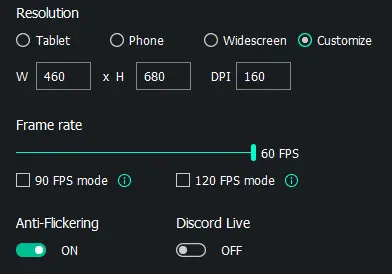 Resolution
Tablet Phone Widescreen Customize
W 460 x H 680 DPI 160
Frame rate
60 FPS
90 FPS mode 120 FPS mode
Anti-Flickering Discord Live
ON OFF